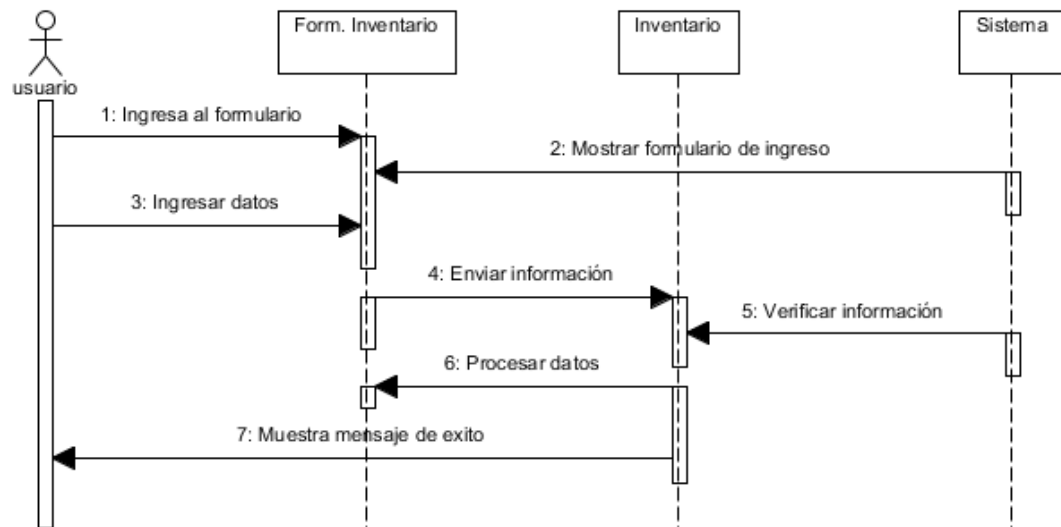 Form. Inventario
Inventario
Sistema
usuario
1: Ingresa al formulario
2: Mostrar formulario de ingreso
3: Ingresar datos
4: Enviar información
5: Verificar información
6: Procesar datos
7: Muestra mensaje de exito